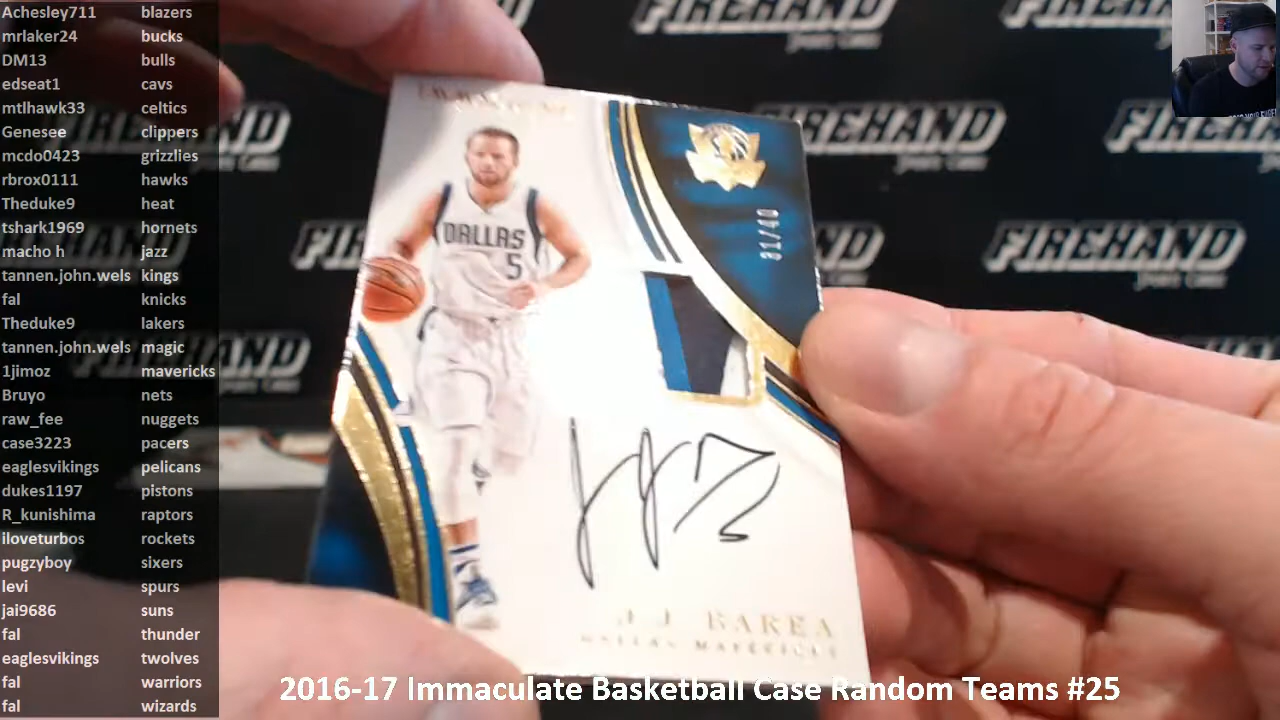 Achesley711 blazers
mrlaker24 bucks
DM13 bulls
edseat1 cavs
mtlhawk33 celtics
Genesee clippers
mcdo0423 grizzlies
rbrox0111 hawks
Theduke9 heat
tshark1969 hornets
macho h jazz
tannen.john.wels kings
fal knicks
Theduke9 lakers
tannen.john.wels magic
1jimoz mavericks
Bruyo nets
raw_fee nuggets
case3223 pacers
eaglesvikings pelicans
dukes1197 pistons
R_kunishima raptors
iloveturbos rockets
pugzyboy sixers
levi spurs
jai9686 suns
fal thunder
eaglesvikings twolves
fal warriors
fal wizards
FIREHAND
FIREHAND
FIREHAND
FIREHAND
FIREHAND
FIREHAND
DALLAS
5
31/40
J.J. BAREA
DALLAS MAVERICKS
2016-17 Immaculate Basketball Case Random Teams #25